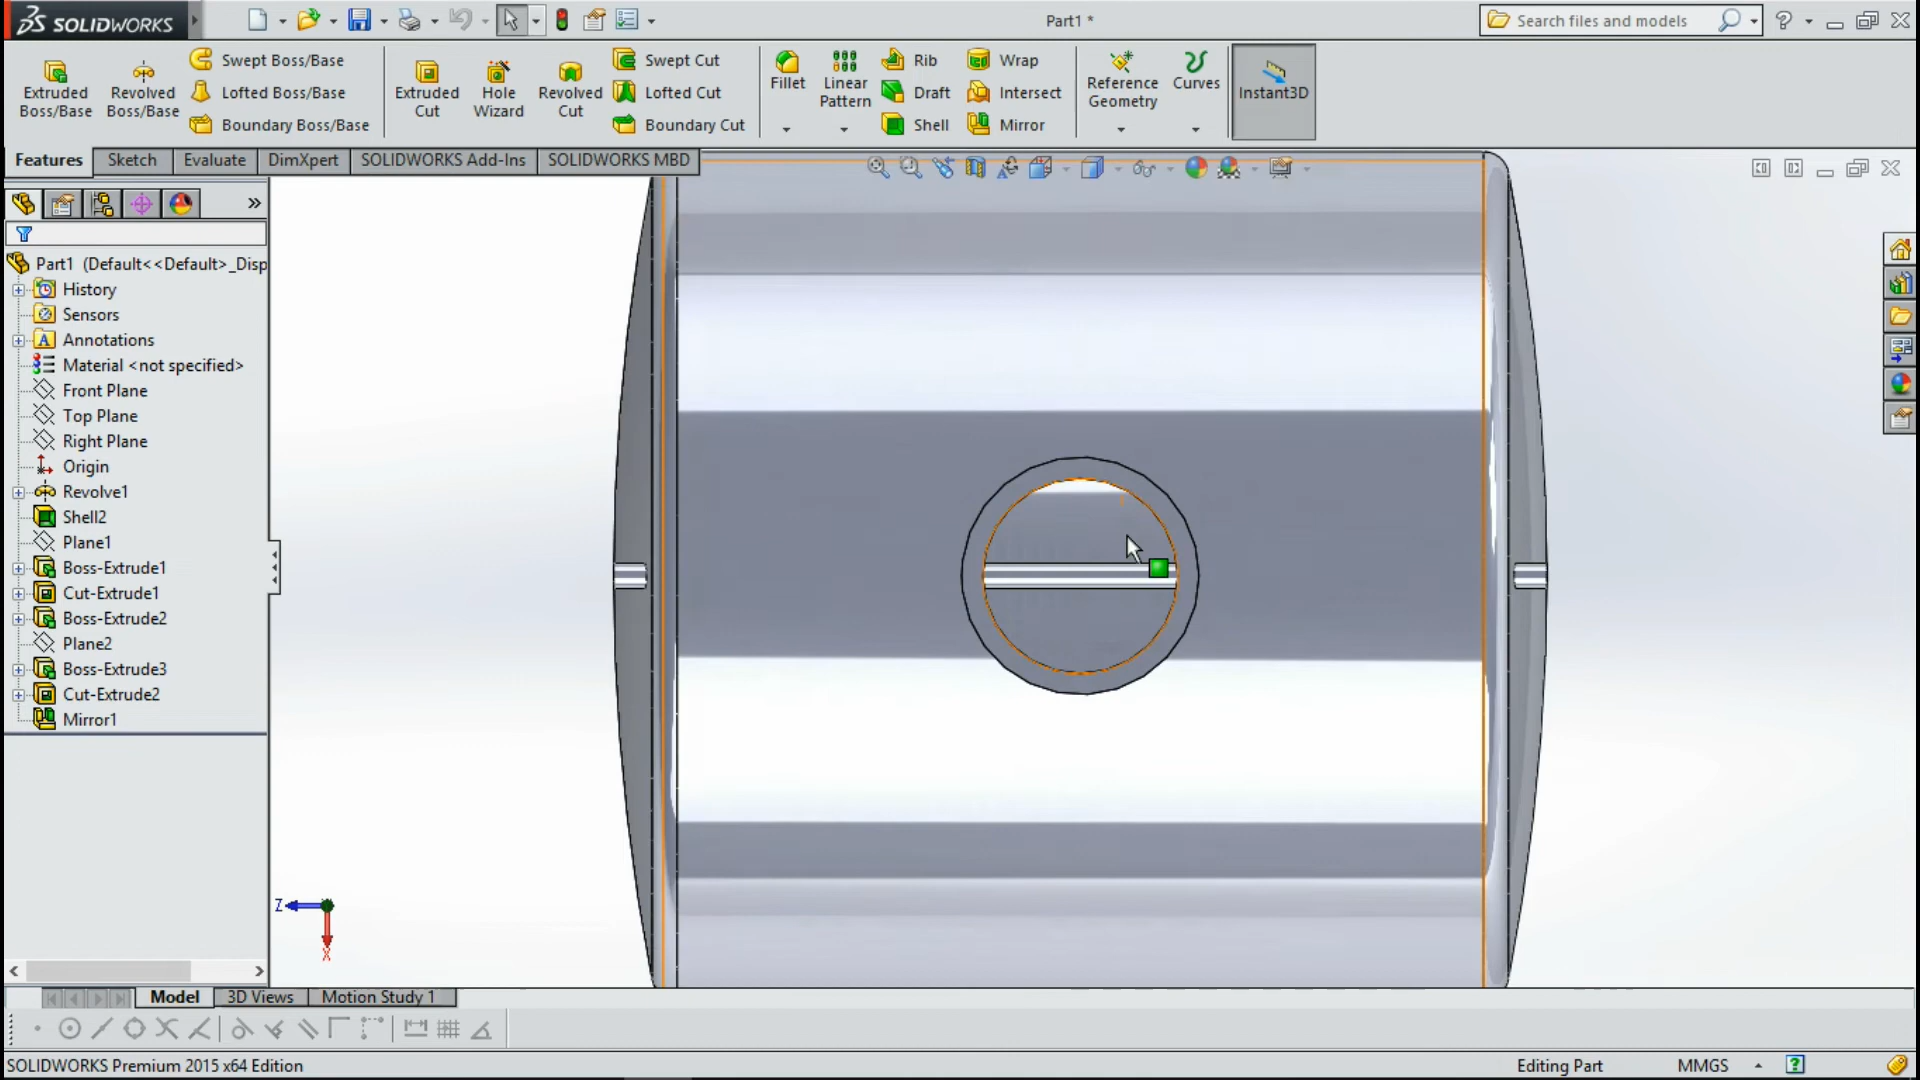 SOLIDWORKS
Part1 *
Search files and models
Extruded Boss/Base
Revolved Boss/Base
Swept Boss/Base
Lofted Boss/Base
Boundary Boss/Base
Extruded Cut
Hole Wizard
Revolved Cut
Swept Cut
Lofted Cut
Boundary Cut
Fillet
Linear Pattern
Rib
Draft
Shell
Wrap
Intersect
Mirror
Reference Geometry
Curves
Instant3D
Features
Sketch
Evaluate
DimXpert
SOLIDWORKS Add-Ins
SOLIDWORKS MBD
Part1 (Default<<Default>_Disp
History
Sensors
Annotations
Material <not specified>
Front Plane
Top Plane
Right Plane
Origin
Revolve1
Shell2
Plane1
Boss-Extrude1
Cut-Extrude1
Boss-Extrude2
Plane2
Boss-Extrude3
Cut-Extrude2
Mirror1
Z
X
Model
3D Views
Motion Study 1
SOLIDWORKS Premium 2015 x64 Edition
Editing Part
MMGS